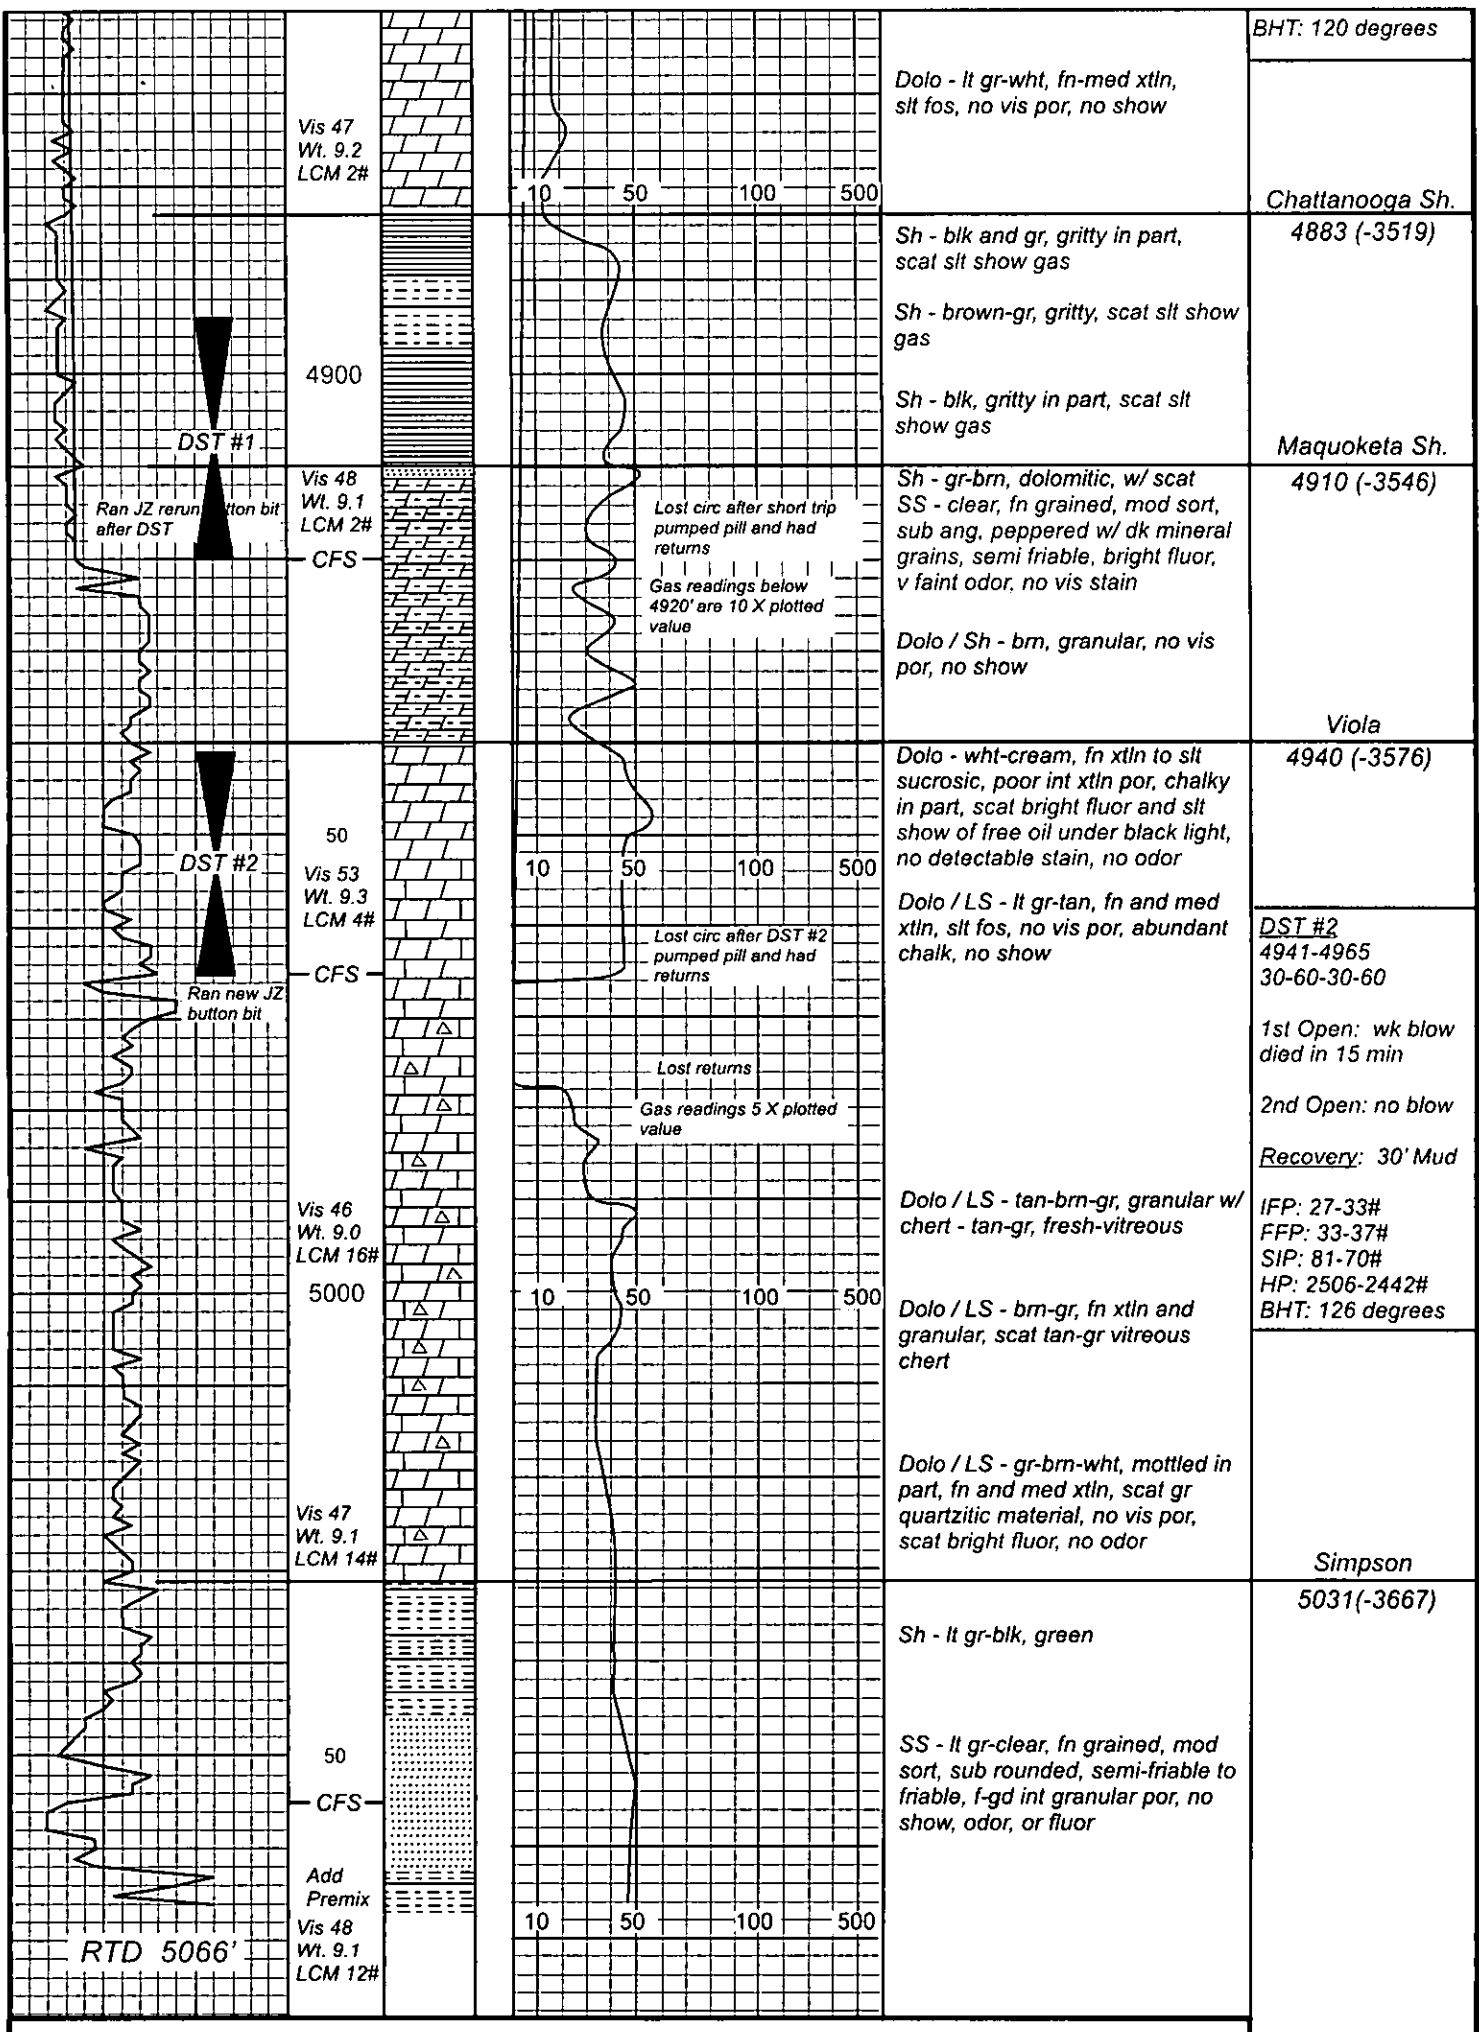 BHT: 120 degrees
Dolo - lt gr-wht, fn-med xtln,
slt fos, no vis por, no show
Vis 47
Wt. 9.2
LCM 2#
10 50 100 500
Chattanooga Sh.
4883 (-3519)
Sh - blk and gr, gritty in part,
scat slt show gas
Sh - brown-gr, gritty, scat slt show
gas
4900
Sh - blk, gritty in part, scat slt
show gas
DST #1
Maquoketa Sh.
4910 (-3546)
Vis 48
Wt. 9.1
LCM 2#
Ran JZ rerun button bit
after DST
CFS
Lost circ after short trip
pumped pill and had
returns
Gas readings below
4920' are 10 X plotted
value
Sh - gr-brn, dolomitic, w/ scat
SS - clear, fn grained, mod sort,
sub ang, peppered w/ dk mineral
grains, semi friable, bright fluor,
v faint odor, no vis stain
Dolo / Sh - brn, granular, no vis
por, no show
Viola
4940 (-3576)
Dolo - wht-cream, fn xtln to slt
sucrosic, poor int xtln por, chalky
in part, scat bright fluor and slt
show of free oil under black light,
no detectable stain, no odor
50
DST #2
10 50 100 500
Vis 53
Wt. 9.3
LCM 4#
CFS
Dolo / LS - lt gr-tan, fn and med
xtln, slt fos, no vis por, abundant
chalk, no show
Lost circ after DST #2
pumped pill and had
returns
Ran new JZ
button bit
DST #2
4941-4965
30-60-30-60
1st Open: wk blow
died in 15 min
2nd Open: no blow
Recovery: 30' Mud
IFP: 27-33#
FFP: 33-37#
SIP: 81-70#
HP: 2506-2442#
BHT: 126 degrees
Lost returns
Gas readings 5 X plotted
value
Vis 46
Wt. 9.0
LCM 16#
5000
Dolo / LS - tan-brn-gr, granular w/
chert - tan-gr, fresh-vitreous
10 50 100 500
Dolo / LS - brn-gr, fn xtln and
granular, scat tan-gr vitreous
chert
Dolo / LS - gr-brn-wht, mottled in
part, fn and med xtln, scat gr
quartzitic material, no vis por,
scat bright fluor, no odor
Vis 47
Wt. 9.1
LCM 14#
Simpson
5031(-3667)
Sh - lt gr-blk, green
50
CFS
SS - lt gr-clear, fn grained, mod
sort, sub rounded, semi-friable to
friable, f-gd int granular por, no
show, odor, or fluor
Add
Premix
10 50 100 500
Vis 48
Wt. 9.1
LCM 12#
RTD 5066'